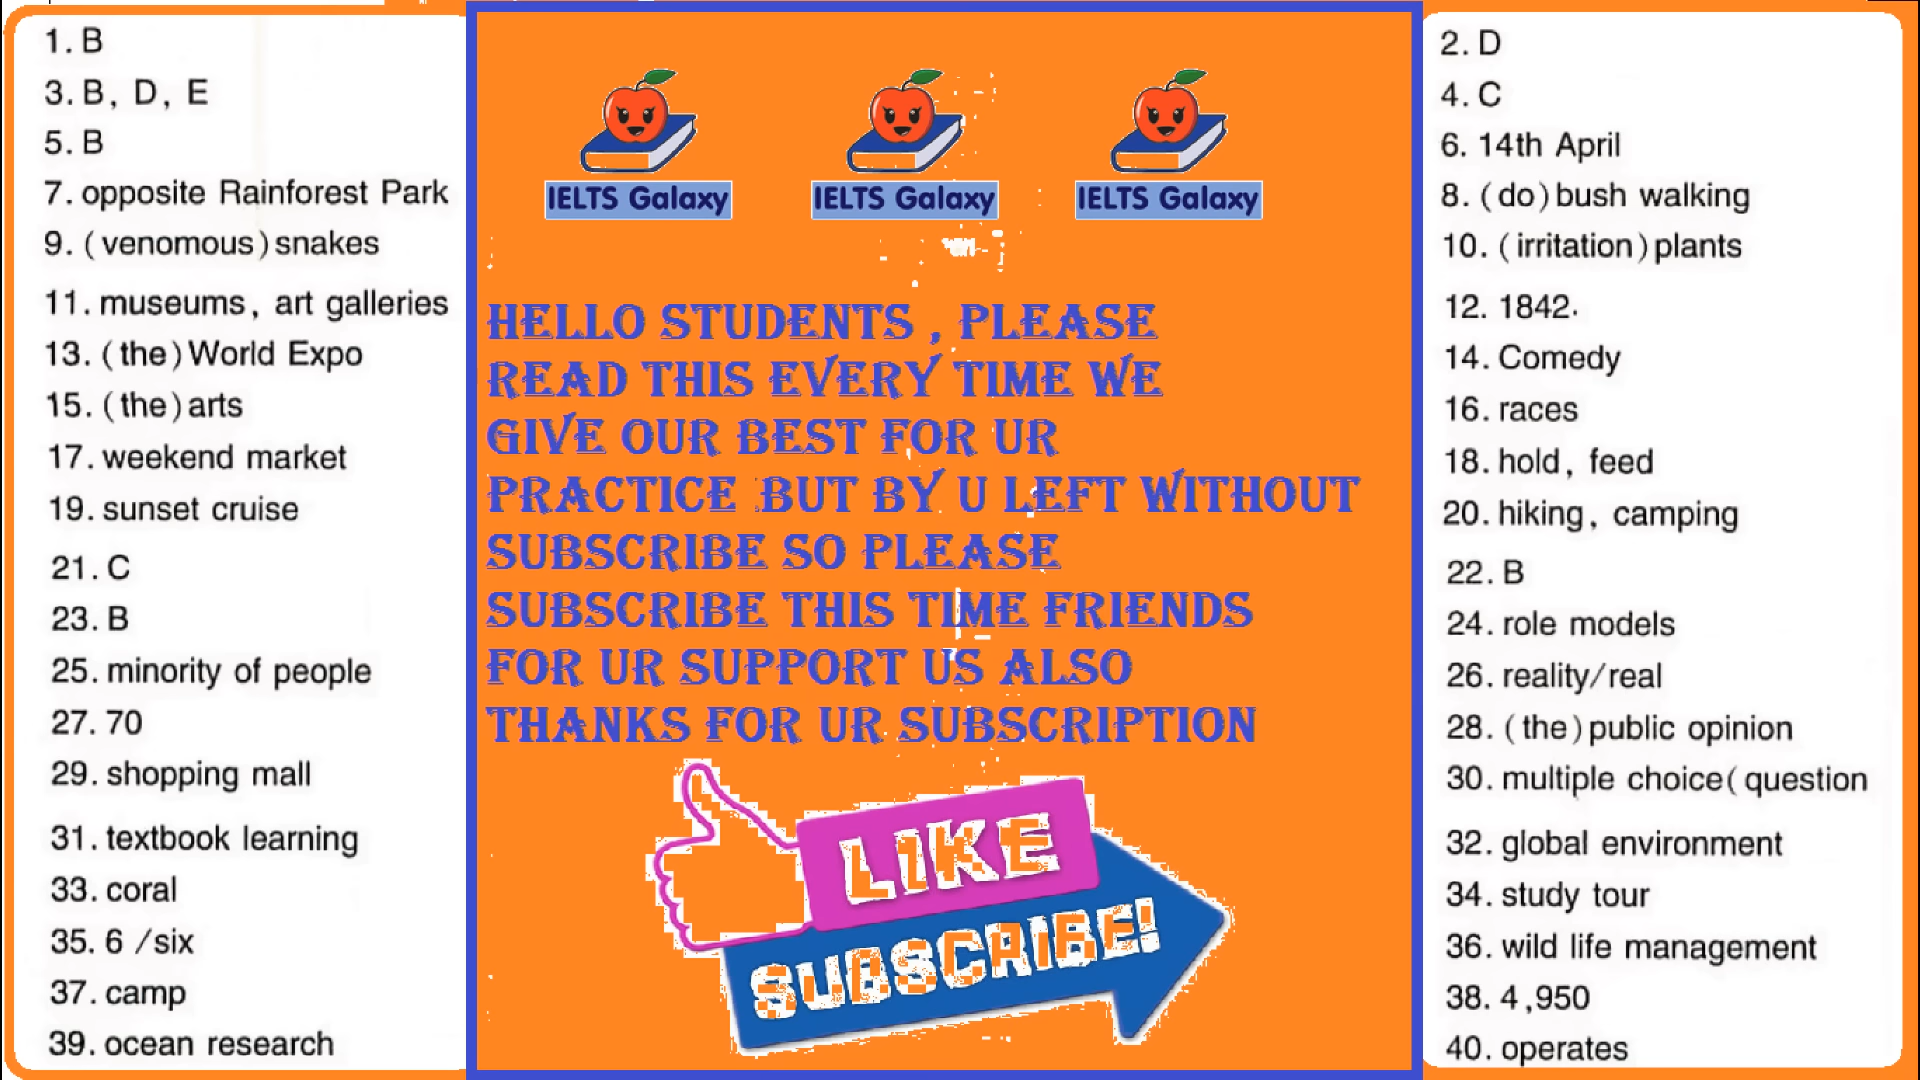 1. B
3. B, D, E
5. B
7. opposite Rainforest Park
9. (venomous) snakes
11. museums, art galleries
13. (the) World Expo
15. (the) arts
17. weekend market
19. sunset cruise
21. C
23. B
25. minority of people
27. 70
29. shopping mall
31. textbook learning
33. coral
35. 6 /six
37. camp
39. ocean research
IELTS Galaxy IELTS Galaxy IELTS Galaxy
HELLO STUDENTS , PLEASE
READ THIS EVERY TIME WE
GIVE OUR BEST FOR UR
PRACTICE BUT BY U LEFT WITHOUT
SUBSCRIBE SO PLEASE
SUBSCRIBE THIS TIME FRIENDS
FOR UR SUPPORT US ALSO
THANKS FOR UR SUBSCRIPTION
LIKE
SUBSCRIBE!
2. D
4. C
6. 14th April
8. (do) bush walking
10. (irritation) plants
12. 1842.
14. Comedy
16. races
18. hold, feed
20. hiking, camping
22. B
24. role models
26. reality/real
28. (the) public opinion
30. multiple choice( question
32. global environment
34. study tour
36. wild life management
38. 4,950
40. operates